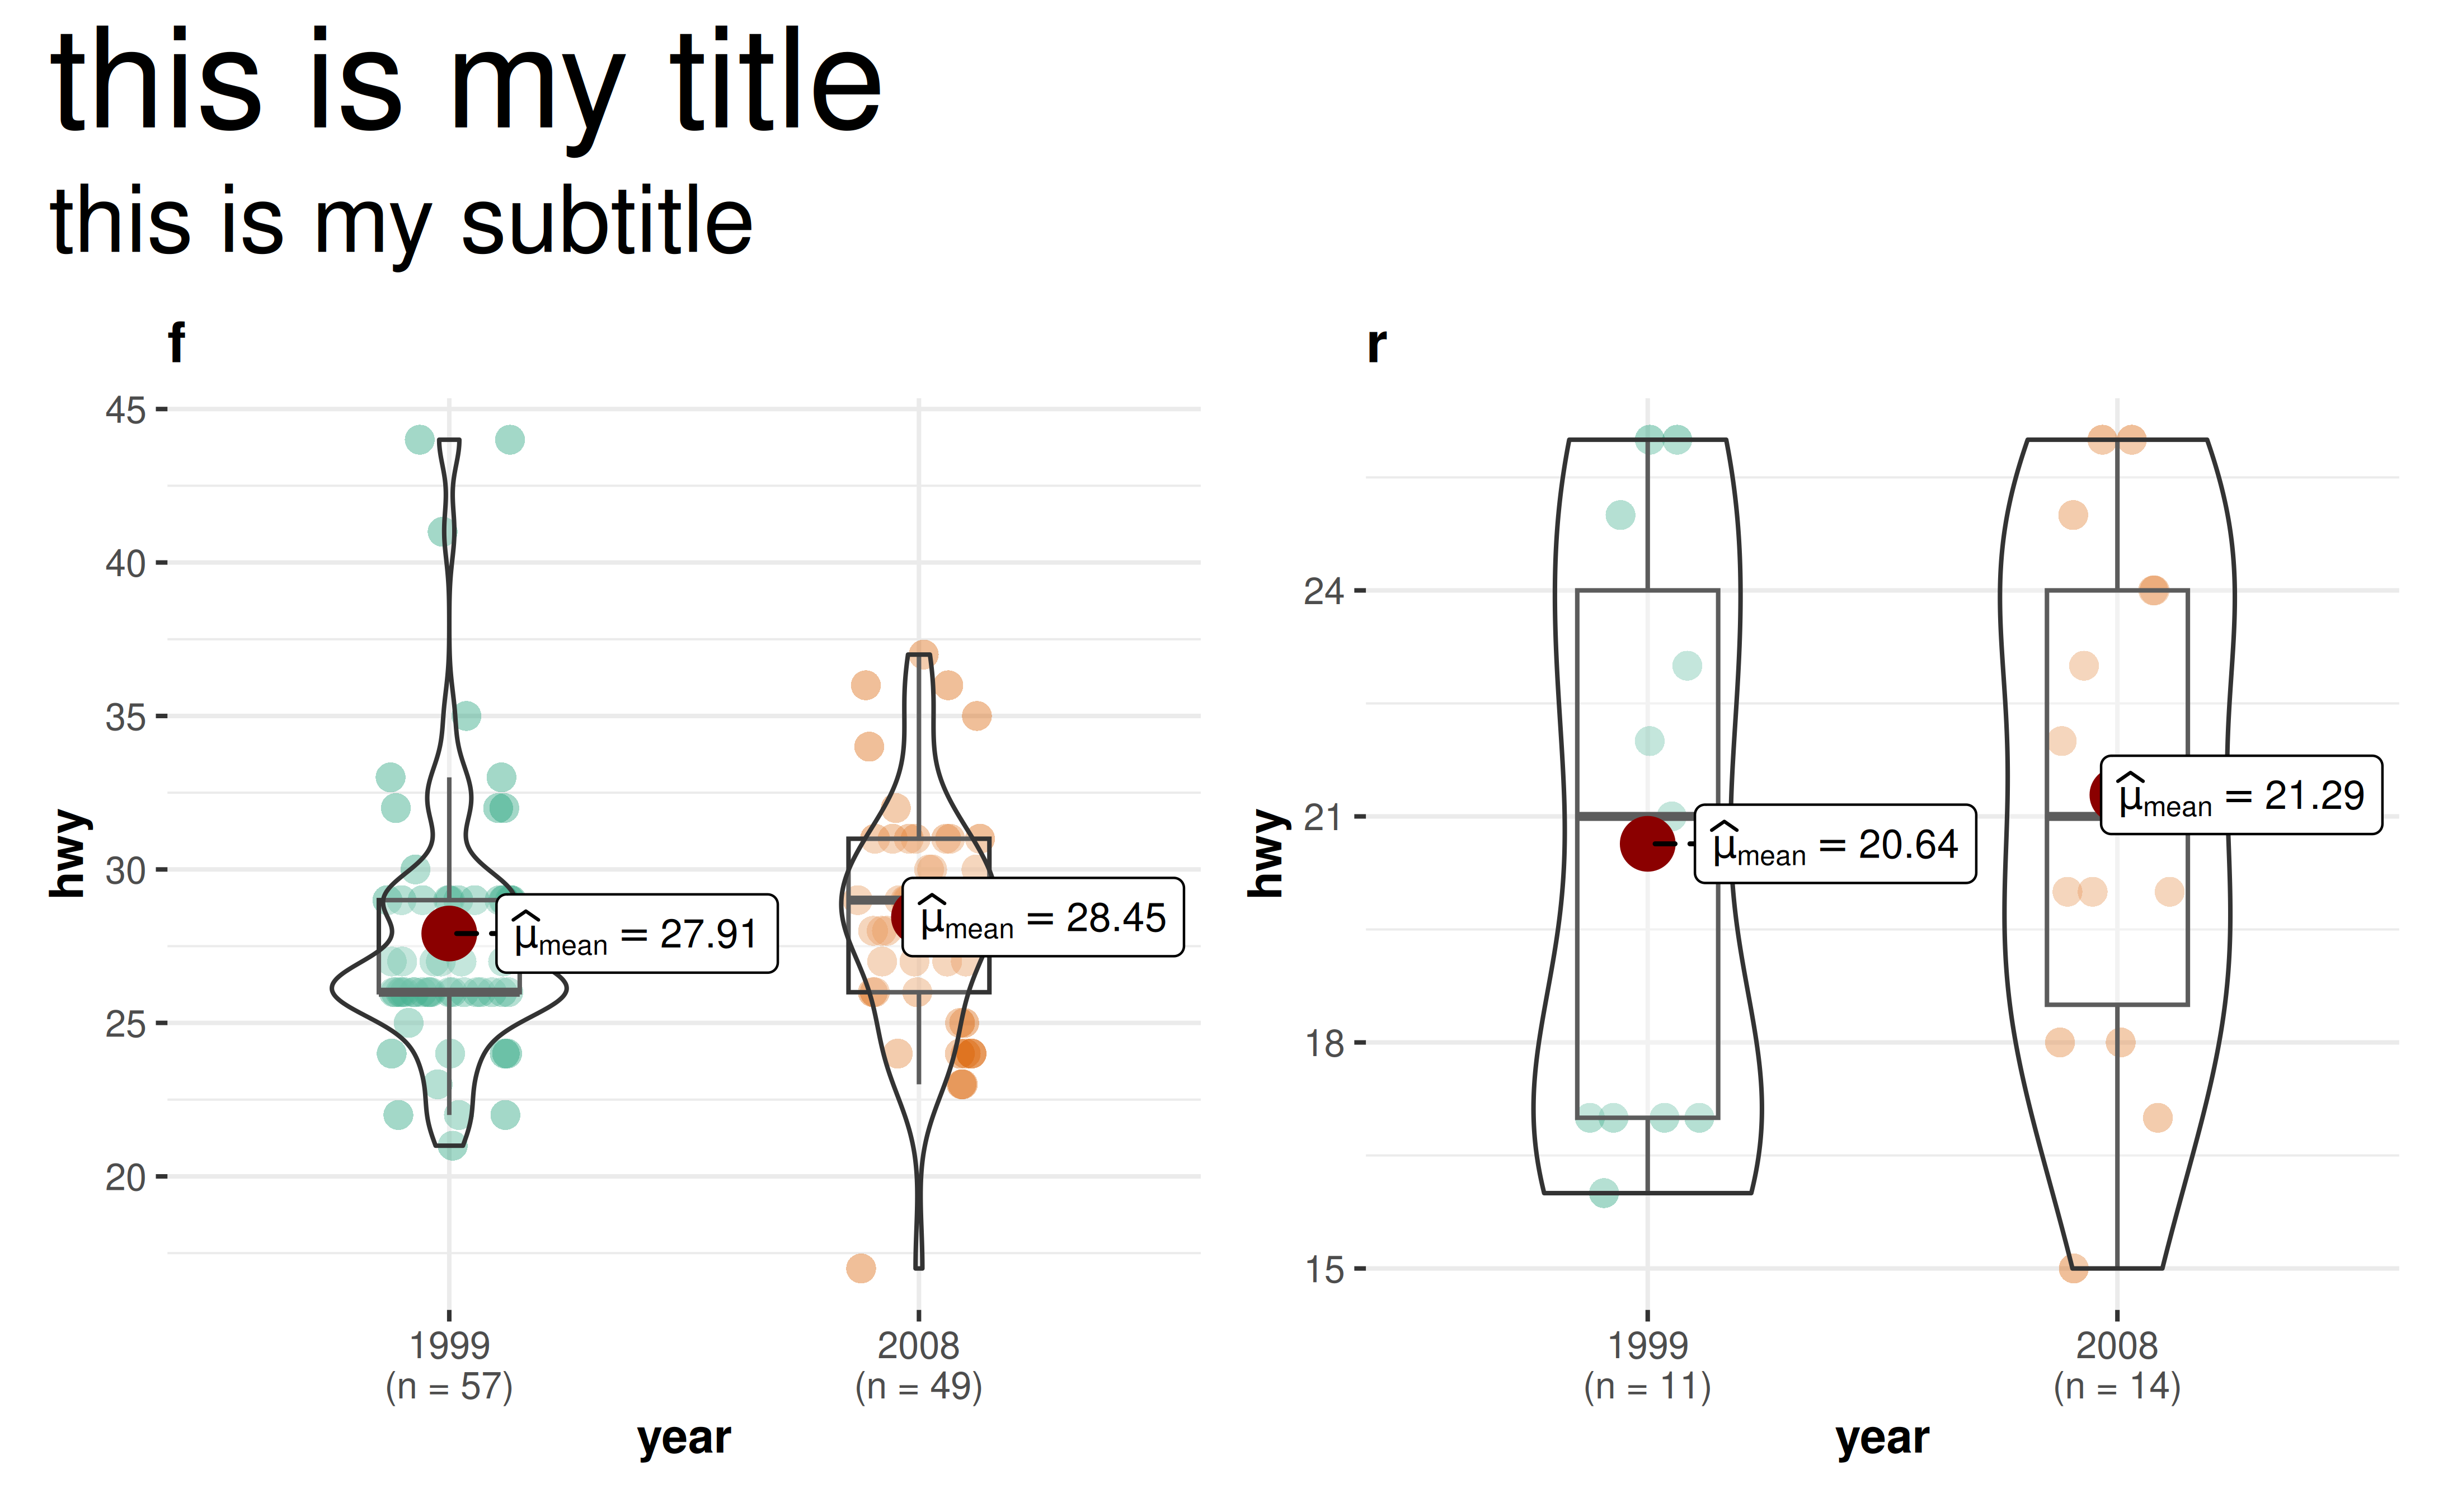 this is my title
this is my subtitle
f
hwy
45
40
35
30
25
20
μ̂mean = 27.91
μ̂mean = 28.45
1999
(n = 57)
2008
(n = 49)
year
r
hwy
24
21
18
15
μ̂mean = 20.64
μ̂mean = 21.29
1999
(n = 11)
2008
(n = 14)
year